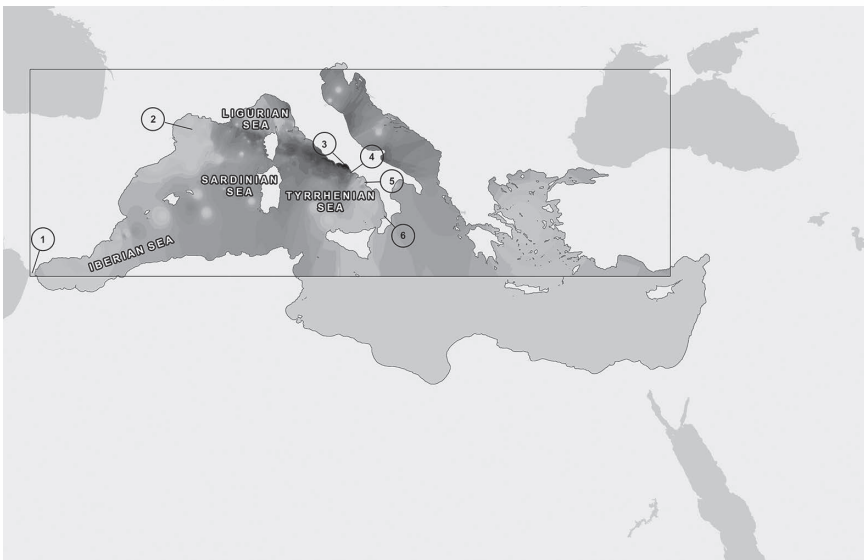 LIGURIAN
SEA
2
3
4
SARDINIAN
SEA
5
TYRRHENIAN
SEA
1
IBERIAN SEA
6